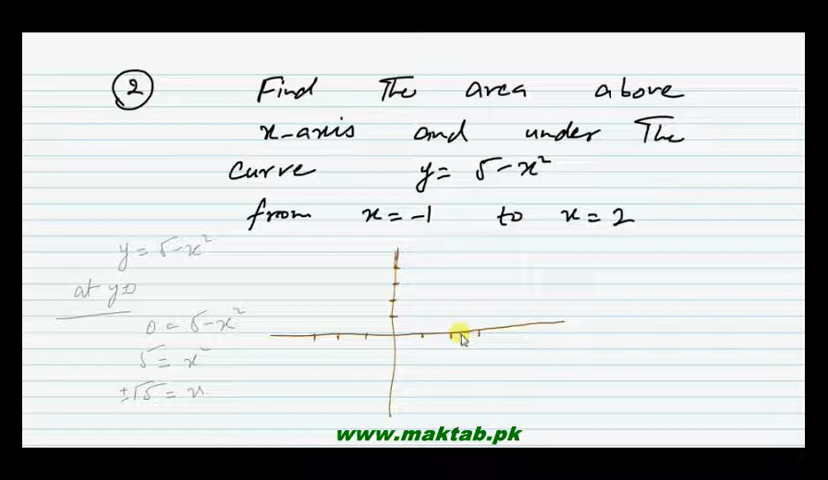 2 Find The area above
x-axis and under The
curve y = 5-x²
from x = -1 to x = 2
y = 5-x²
at y=0
0 = 5-x²
5 = x²
±√5 = x
www.maktab.pk